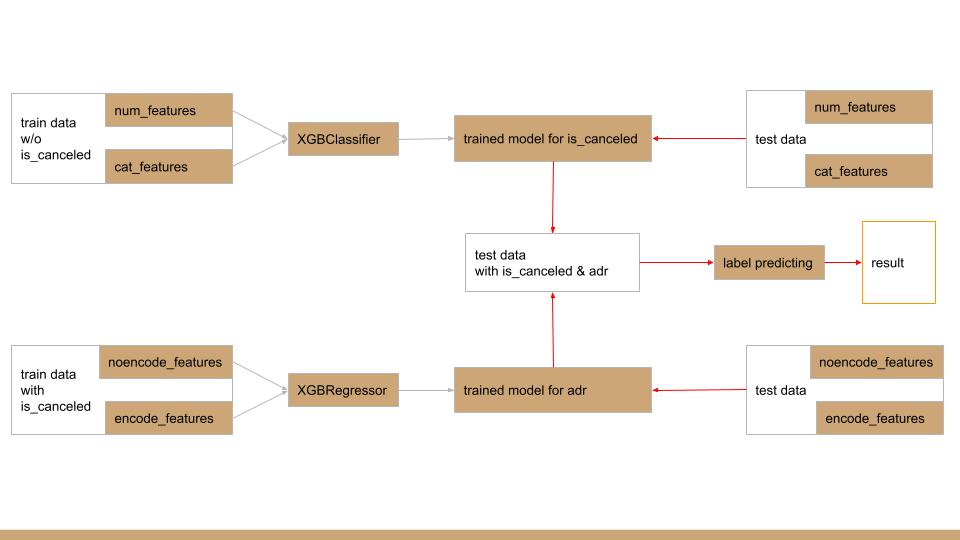 train data
w/o
is_canceled
num_features
cat_features
XGBClassifier
trained model for is_canceled
num_features
test data
cat_features
test data
with is_canceled & adr
label predicting
result
train data
with
is_canceled
noencode_features
encode_features
XGBRegressor
trained model for adr
noencode_features
test data
encode_features